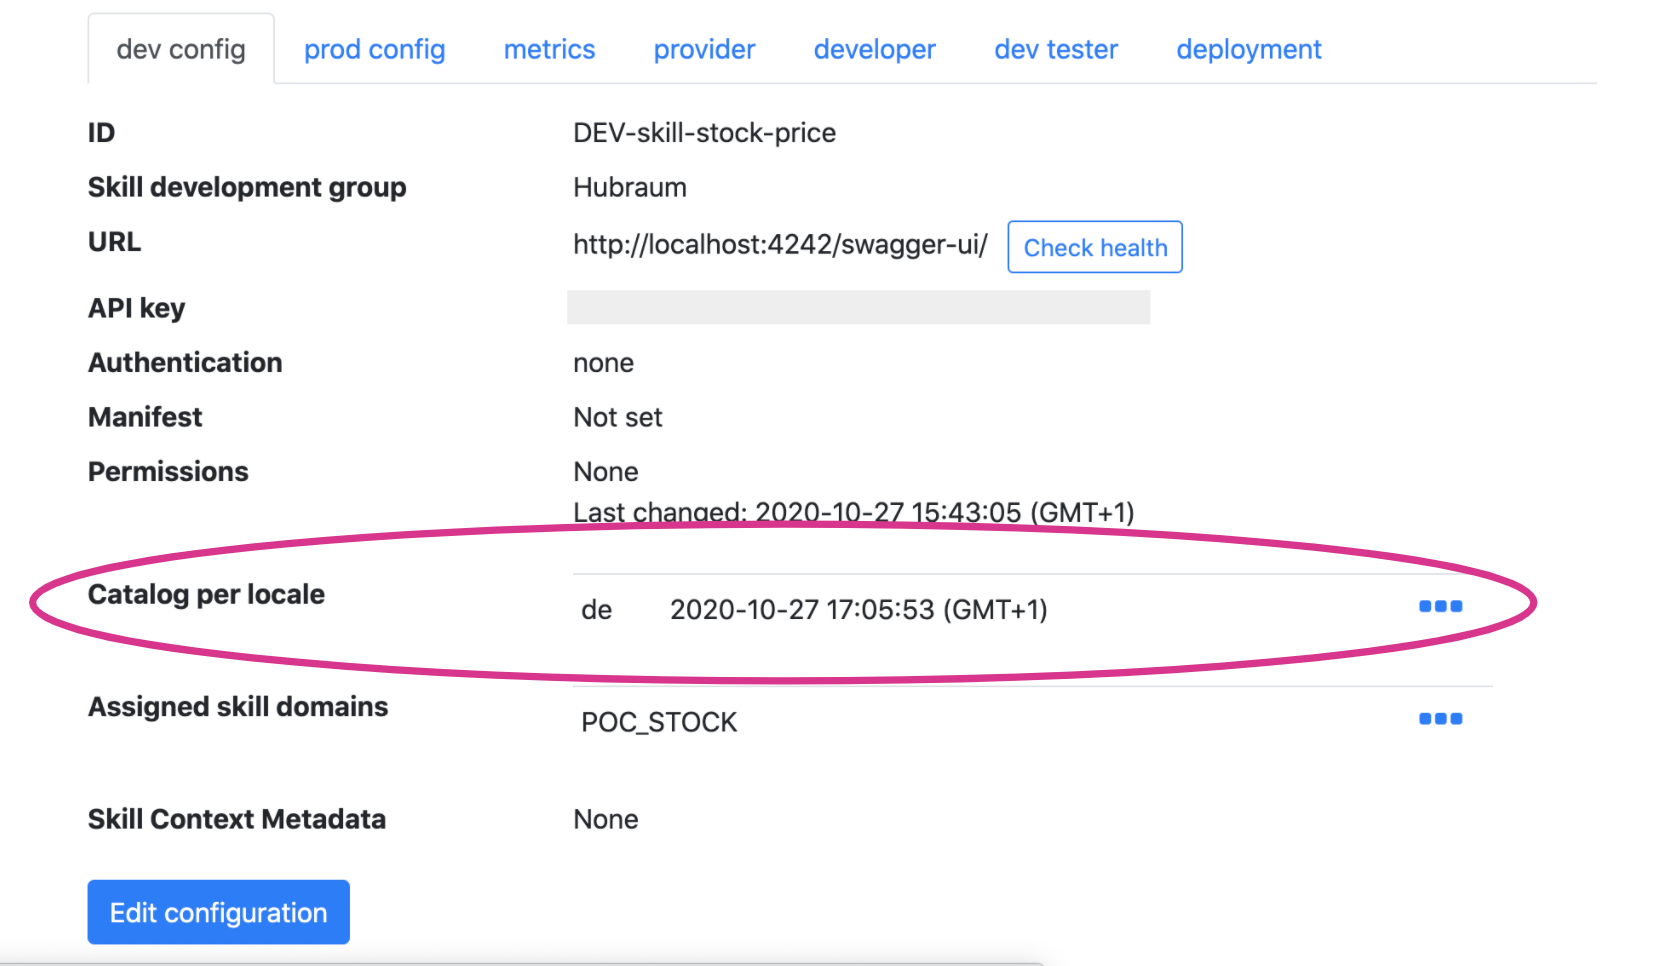 dev config prod config metrics provider developer dev tester deployment
ID DEV-skill-stock-price
Skill development group Hubraum
URL http://localhost:4242/swagger-ui/ Check health
API key
Authentication none
Manifest Not set
Permissions None
Last changed: 2020-10-27 15:43:05 (GMT+1)
Catalog per locale de 2020-10-27 17:05:53 (GMT+1)
Assigned skill domains POC_STOCK
Skill Context Metadata None
Edit configuration